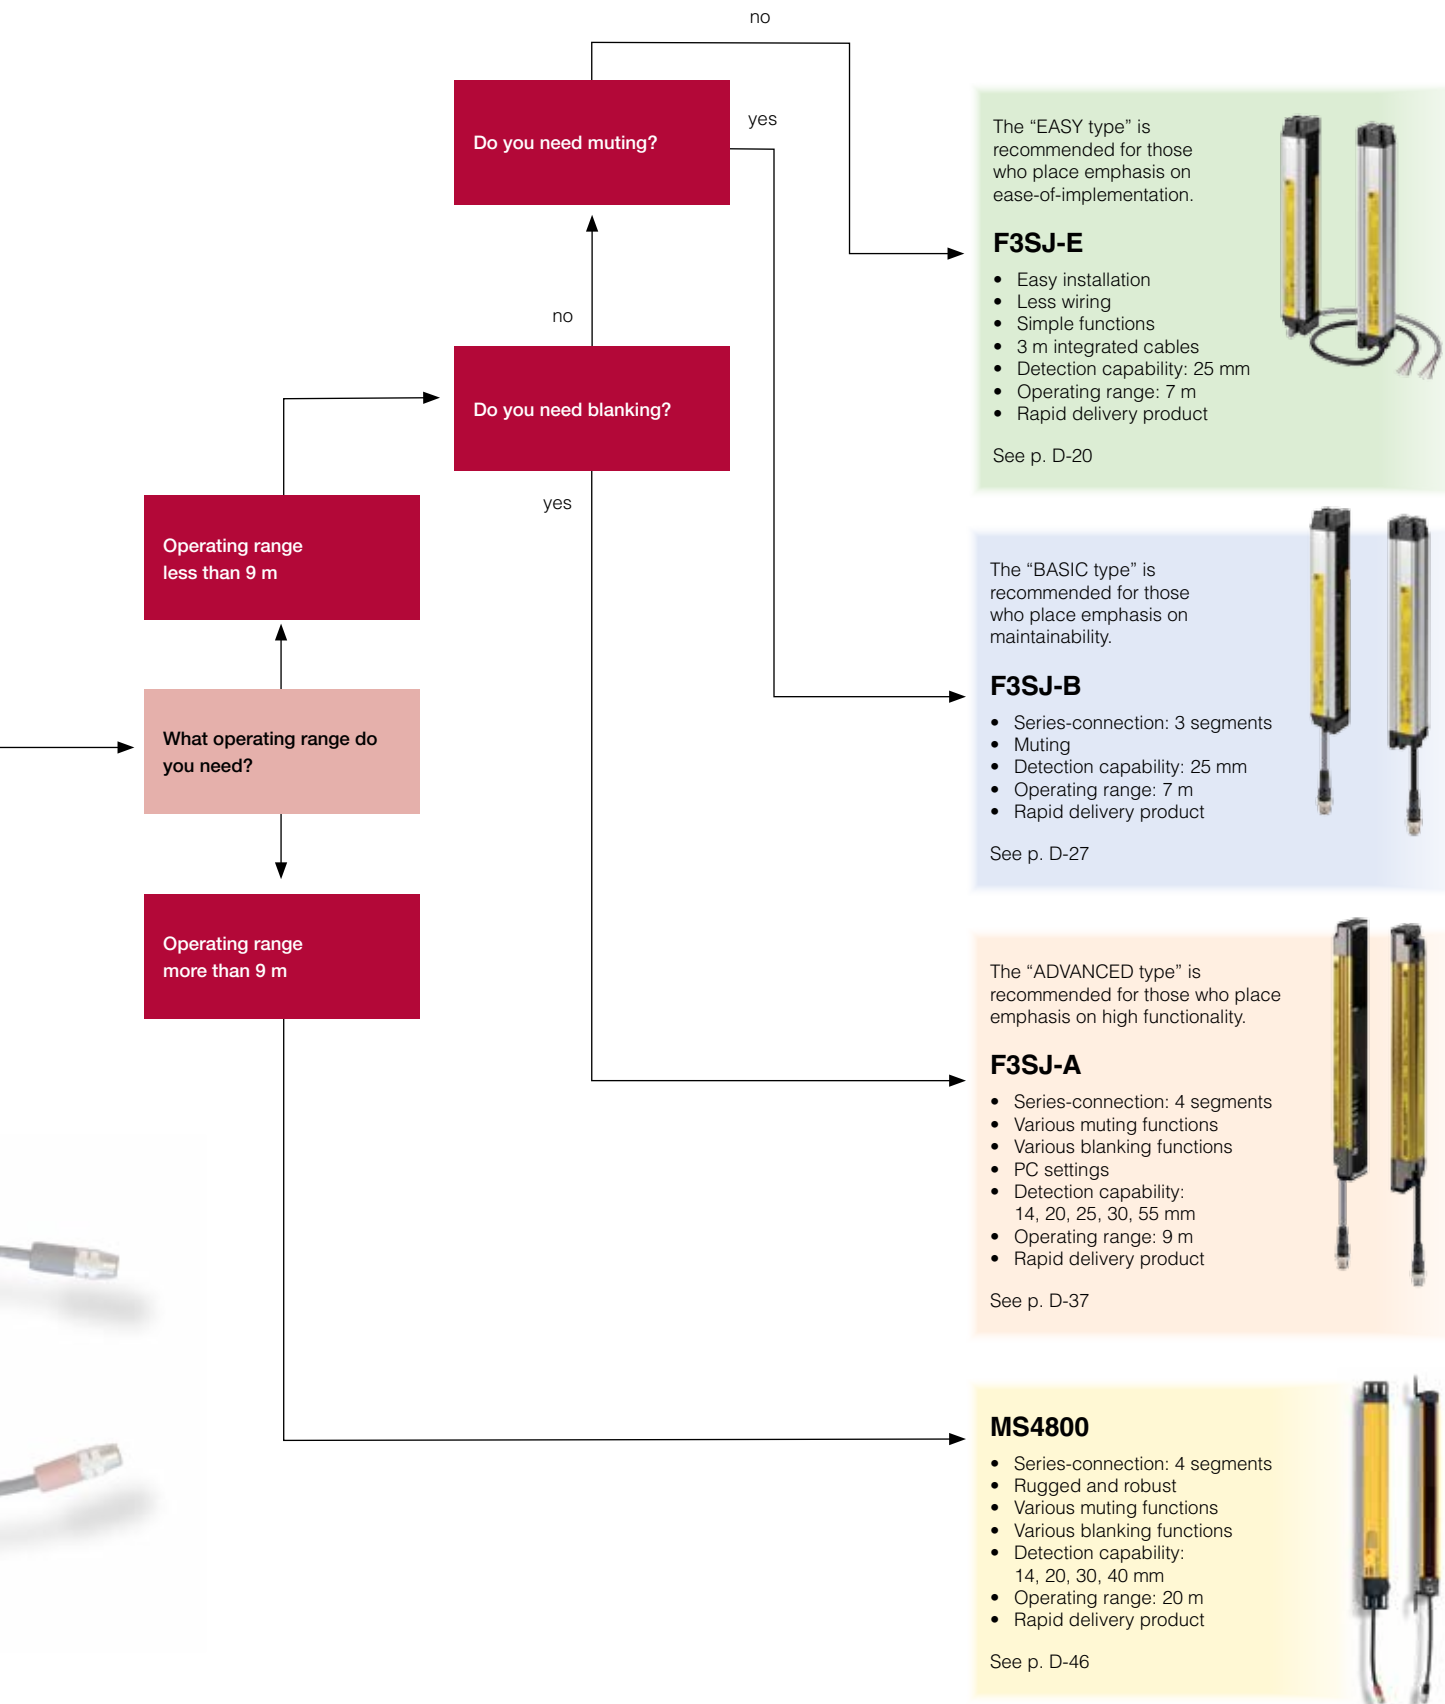 no
Do you need muting?
yes
no
Do you need blanking?
yes
Operating range
less than 9 m
What operating range do
you need?
Operating range
more than 9 m
The “EASY type” is
recommended for those
who place emphasis on
ease-of-implementation.
F3SJ-E
• Easy installation
• Less wiring
• Simple functions
• 3 m integrated cables
• Detection capability: 25 mm
• Operating range: 7 m
• Rapid delivery product
See p. D-20
The “BASIC type” is
recommended for those
who place emphasis on
maintainability.
F3SJ-B
• Series-connection: 3 segments
• Muting
• Detection capability: 25 mm
• Operating range: 7 m
• Rapid delivery product
See p. D-27
The “ADVANCED type” is
recommended for those who place
emphasis on high functionality.
F3SJ-A
• Series-connection: 4 segments
• Various muting functions
• Various blanking functions
• PC settings
• Detection capability:
14, 20, 25, 30, 55 mm
• Operating range: 9 m
• Rapid delivery product
See p. D-37
MS4800
• Series-connection: 4 segments
• Rugged and robust
• Various muting functions
• Various blanking functions
• Detection capability:
14, 20, 30, 40 mm
• Operating range: 20 m
• Rapid delivery product
See p. D-46